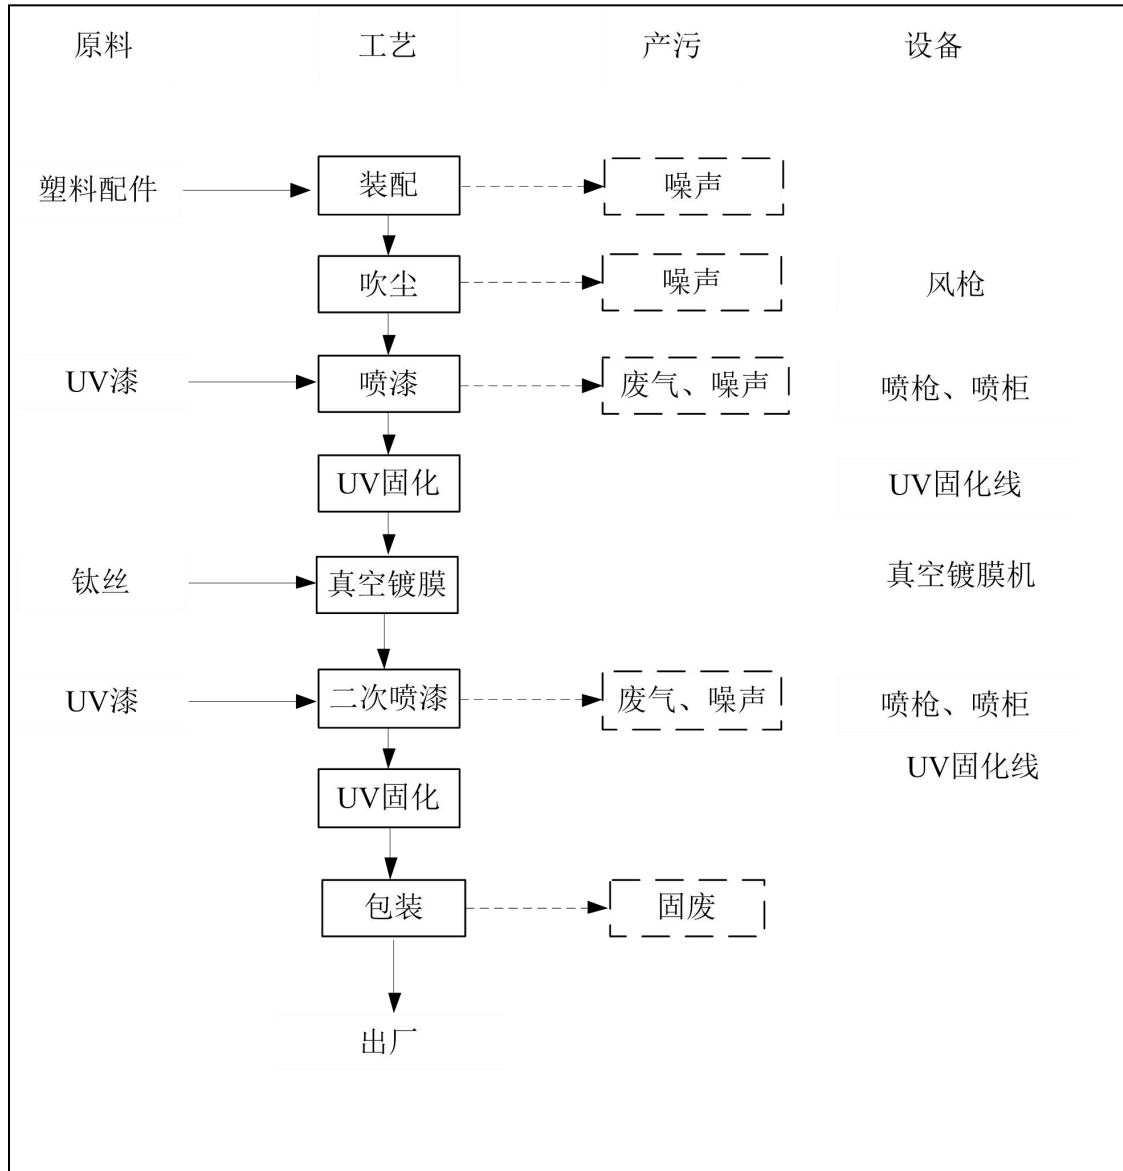 原料 工艺 产污 设备
塑料配件 装配 噪声
吹尘 噪声 风枪
UV漆 喷漆 废气、噪声 喷枪、喷柜
UV固化 UV固化线
钛丝 真空镀膜 真空镀膜机
UV漆 二次喷漆 废气、噪声 喷枪、喷柜
UV固化 UV固化线
包装 固废
出厂